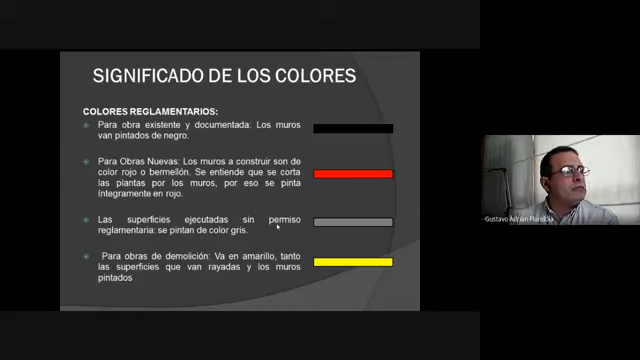 SIGNIFICADO DE LOS COLORES
COLORES REGLAMENTARIOS:
Para obra existente y documentada: Los muros
van pintados de negro.
Para Obras Nuevas: Los muros a construir son de
color rojo o bermellón. Se entiende que se corta
las plantas por los muros, por eso se pinta
íntegramente en rojo.
Las superficies ejecutadas sin permiso
reglamentaria: se pintan de color gris.
Para obras de demolición: Va en amarillo, tanto
las superficies que van rayadas y los muros
pintados
Gustavo Adrian